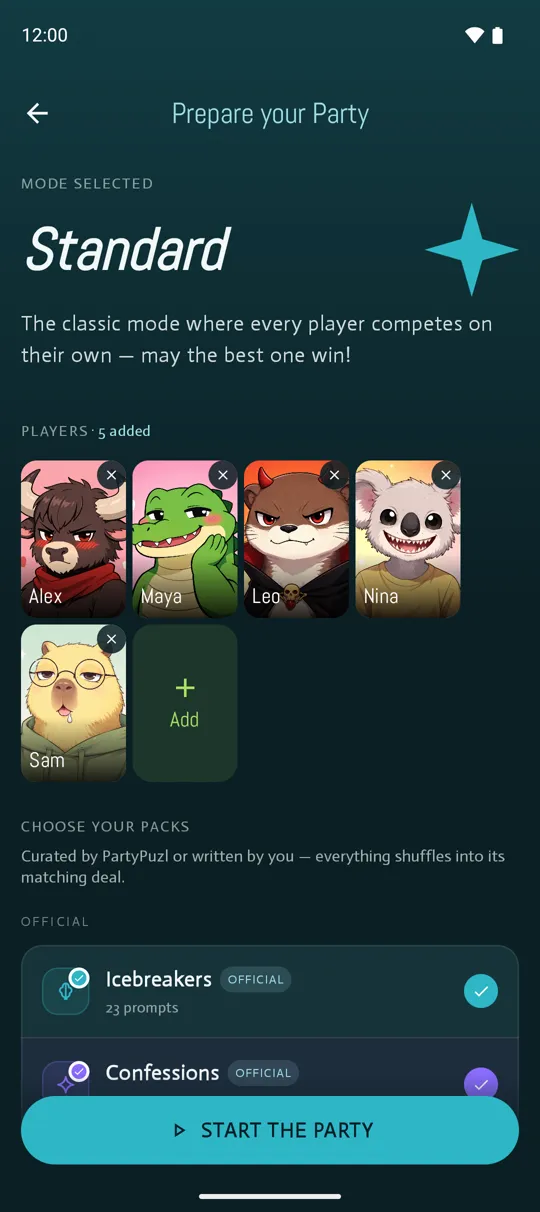 12:00
Prepare your Party
MODE SELECTED
Standard
The classic mode where every player competes on
their own — may the best one win!
PLAYERS · 5 added
Alex
Maya
Leo
Nina
Sam
Add
CHOOSE YOUR PACKS
Curated by PartyPuzl or written by you — everything shuffles into its
matching deal.
OFFICIAL
Icebreakers OFFICIAL
23 prompts
Confessions OFFICIAL
START THE PARTY